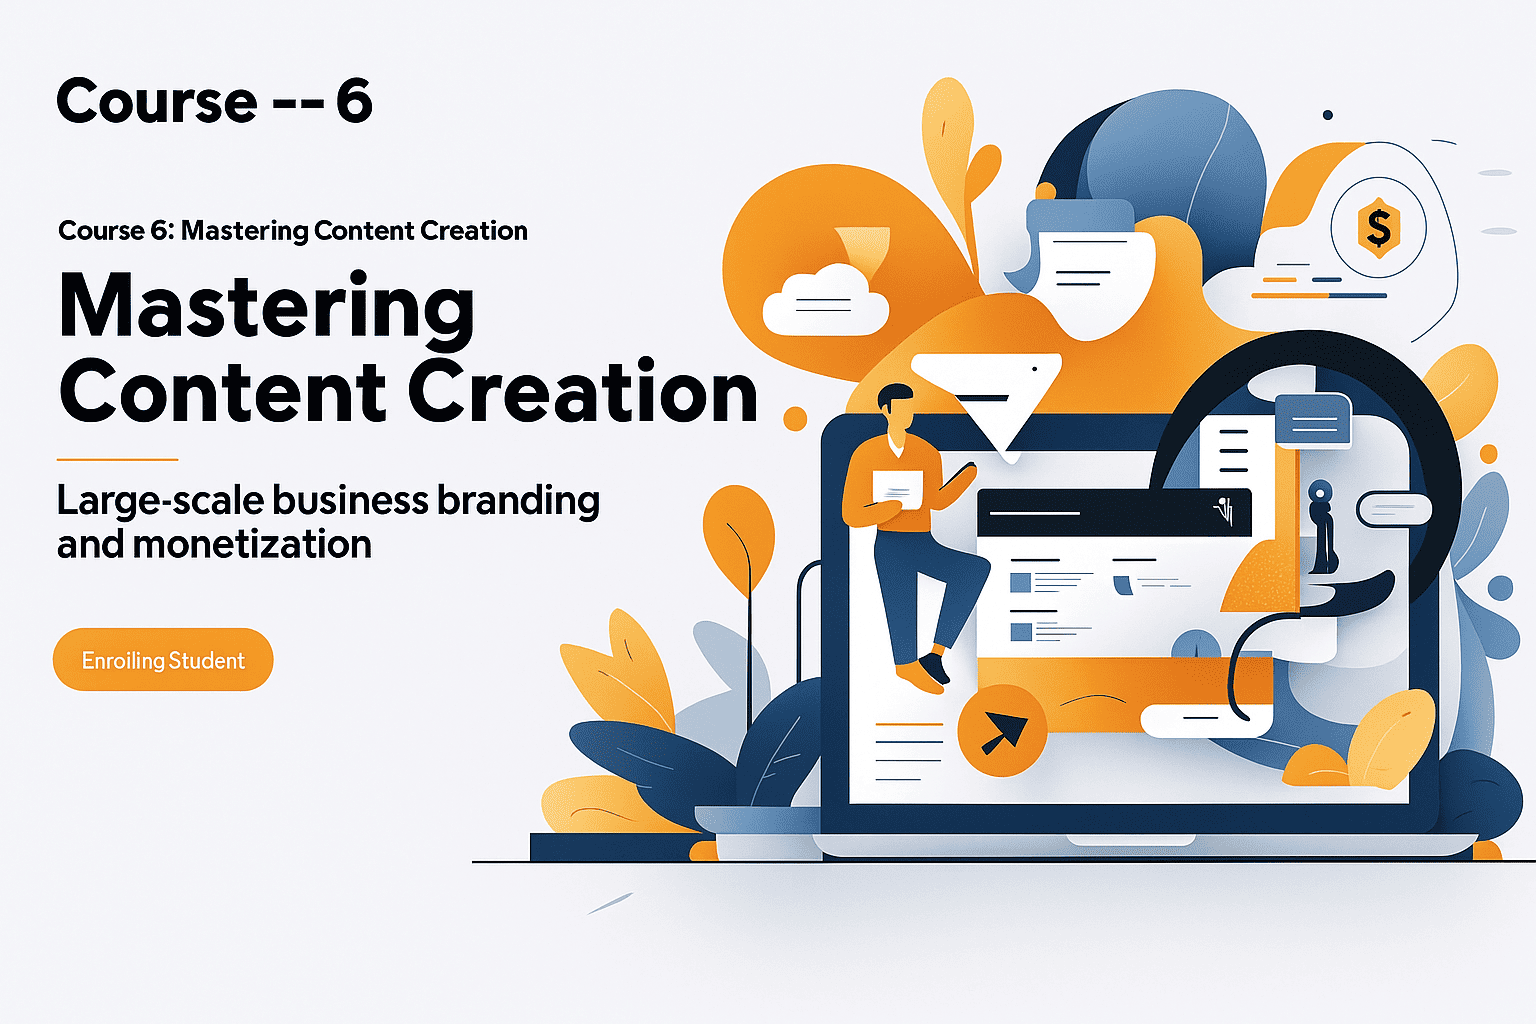 Course -- 6
Course 6: Mastering Content Creation
Mastering
Content Creation
Large-scale business branding
and monetization
Enroiling Student
$